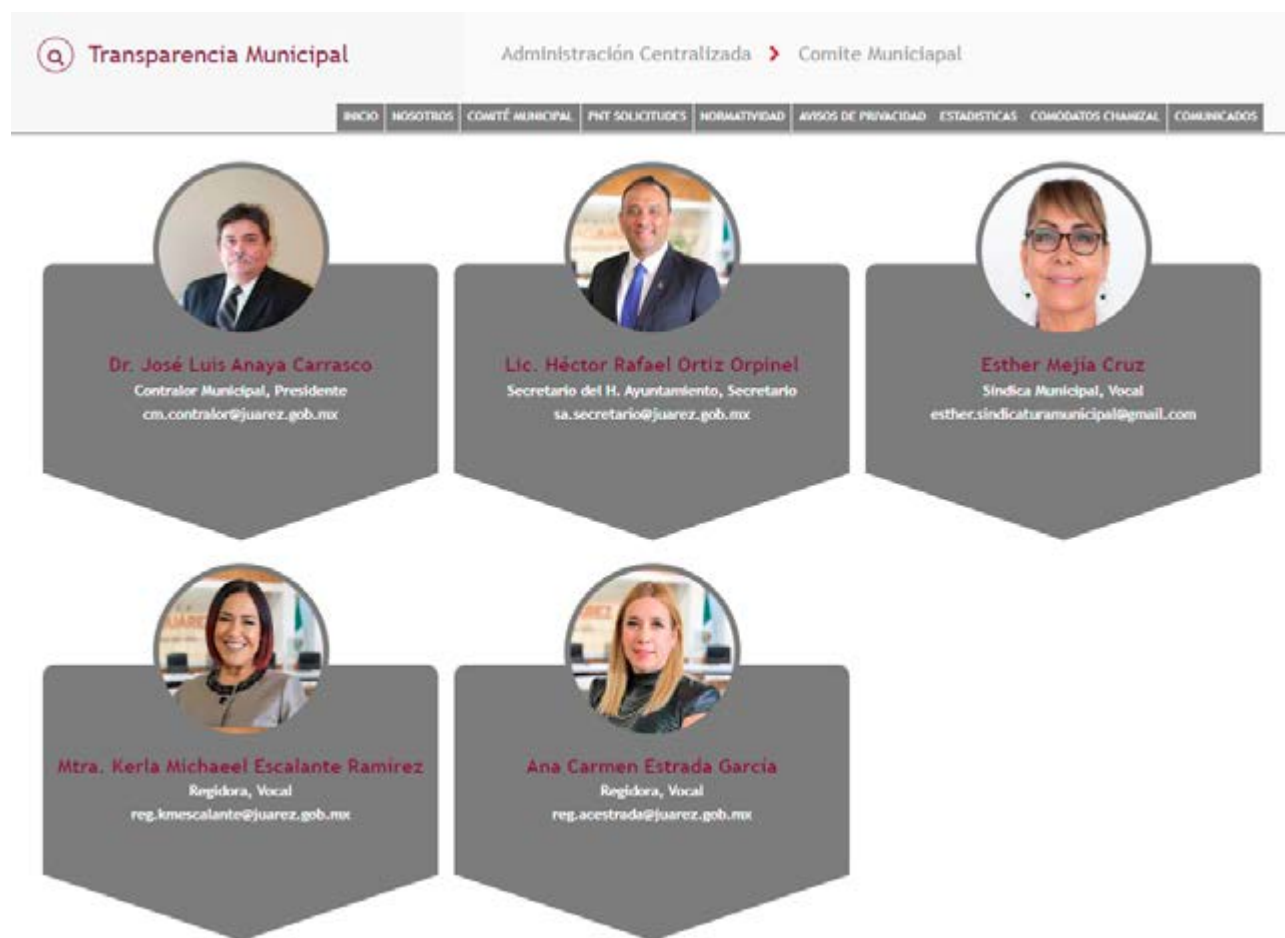 Transparencia Municipal
Administración Centralizada > Comite Municiapal
INICIO NOSOTROS COMITÉ MUNICIPAL PNT SOLICITUDES NORMATIVIDAD AVISOS DE PRIVACIDAD ESTADISTICAS COMODATOS CHAMIZAL COMUNICADOS
Dr. José Luis Anaya Carrasco
Contralor Municipal, Presidente
cm.contralor@juarez.gob.mx
Lic. Héctor Rafael Ortiz Orpinel
Secretario del H. Ayuntamiento, Secretario
sa.secretario@juarez.gob.mx
Esther Mejía Cruz
Síndica Municipal, Vocal
esther.sindicaturamunicipal@gmail.com
JUÁREZ
Mtra. Kerla Michaeel Escalante Ramírez
Regidora, Vocal
reg.kmescalante@juarez.gob.mx
Ana Carmen Estrada García
Regidora, Vocal
reg.acestrada@juarez.gob.mx